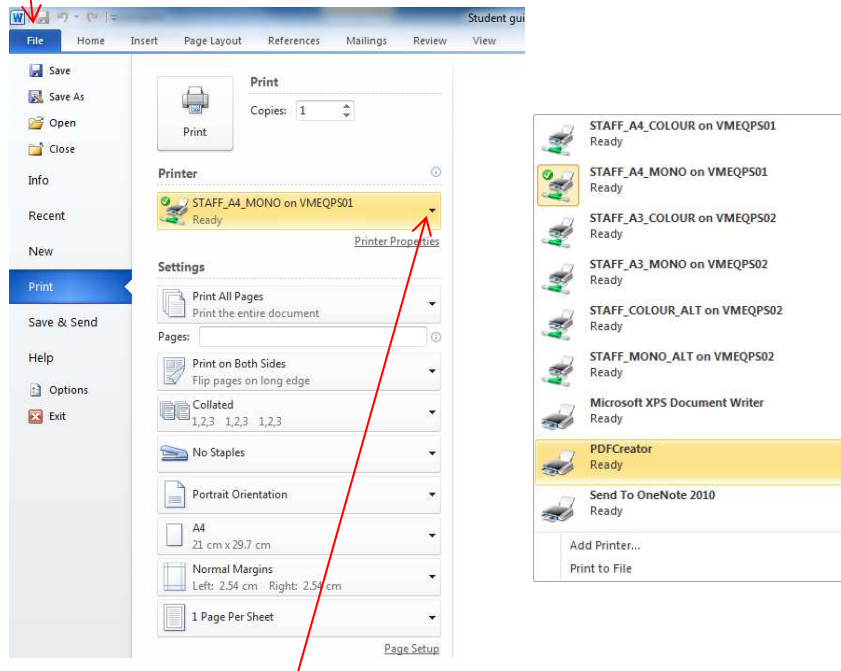 W
Student gui
File Home Insert Page Layout References Mailings Review View
Save
Save As
Open
Close
Info
Recent
New
Print
Save & Send
Help
Options
Exit
Print
Print
Copies: 1
Printer
STAFF_A4_MONO on VMEQPS01
Ready
Printer Properties
Settings
Print All Pages
Print the entire document
Pages:
Print on Both Sides
Flip pages on long edge
Collated
1,2,3 1,2,3 1,2,3
No Staples
Portrait Orientation
A4
21 cm x 29.7 cm
Normal Margins
Left: 2.54 cm Right: 2.54 cm
1 Page Per Sheet
Page Setup
STAFF_A4_COLOUR on VMEQPS01
Ready
STAFF_A4_MONO on VMEQPS01
Ready
STAFF_A3_COLOUR on VMEQPS02
Ready
STAFF_A3_MONO on VMEQPS02
Ready
STAFF_COLOUR_ALT on VMEQPS02
Ready
STAFF_MONO_ALT on VMEQPS02
Ready
Microsoft XPS Document Writer
Ready
PDFCreator
Ready
Send To OneNote 2010
Ready
Add Printer...
Print to File